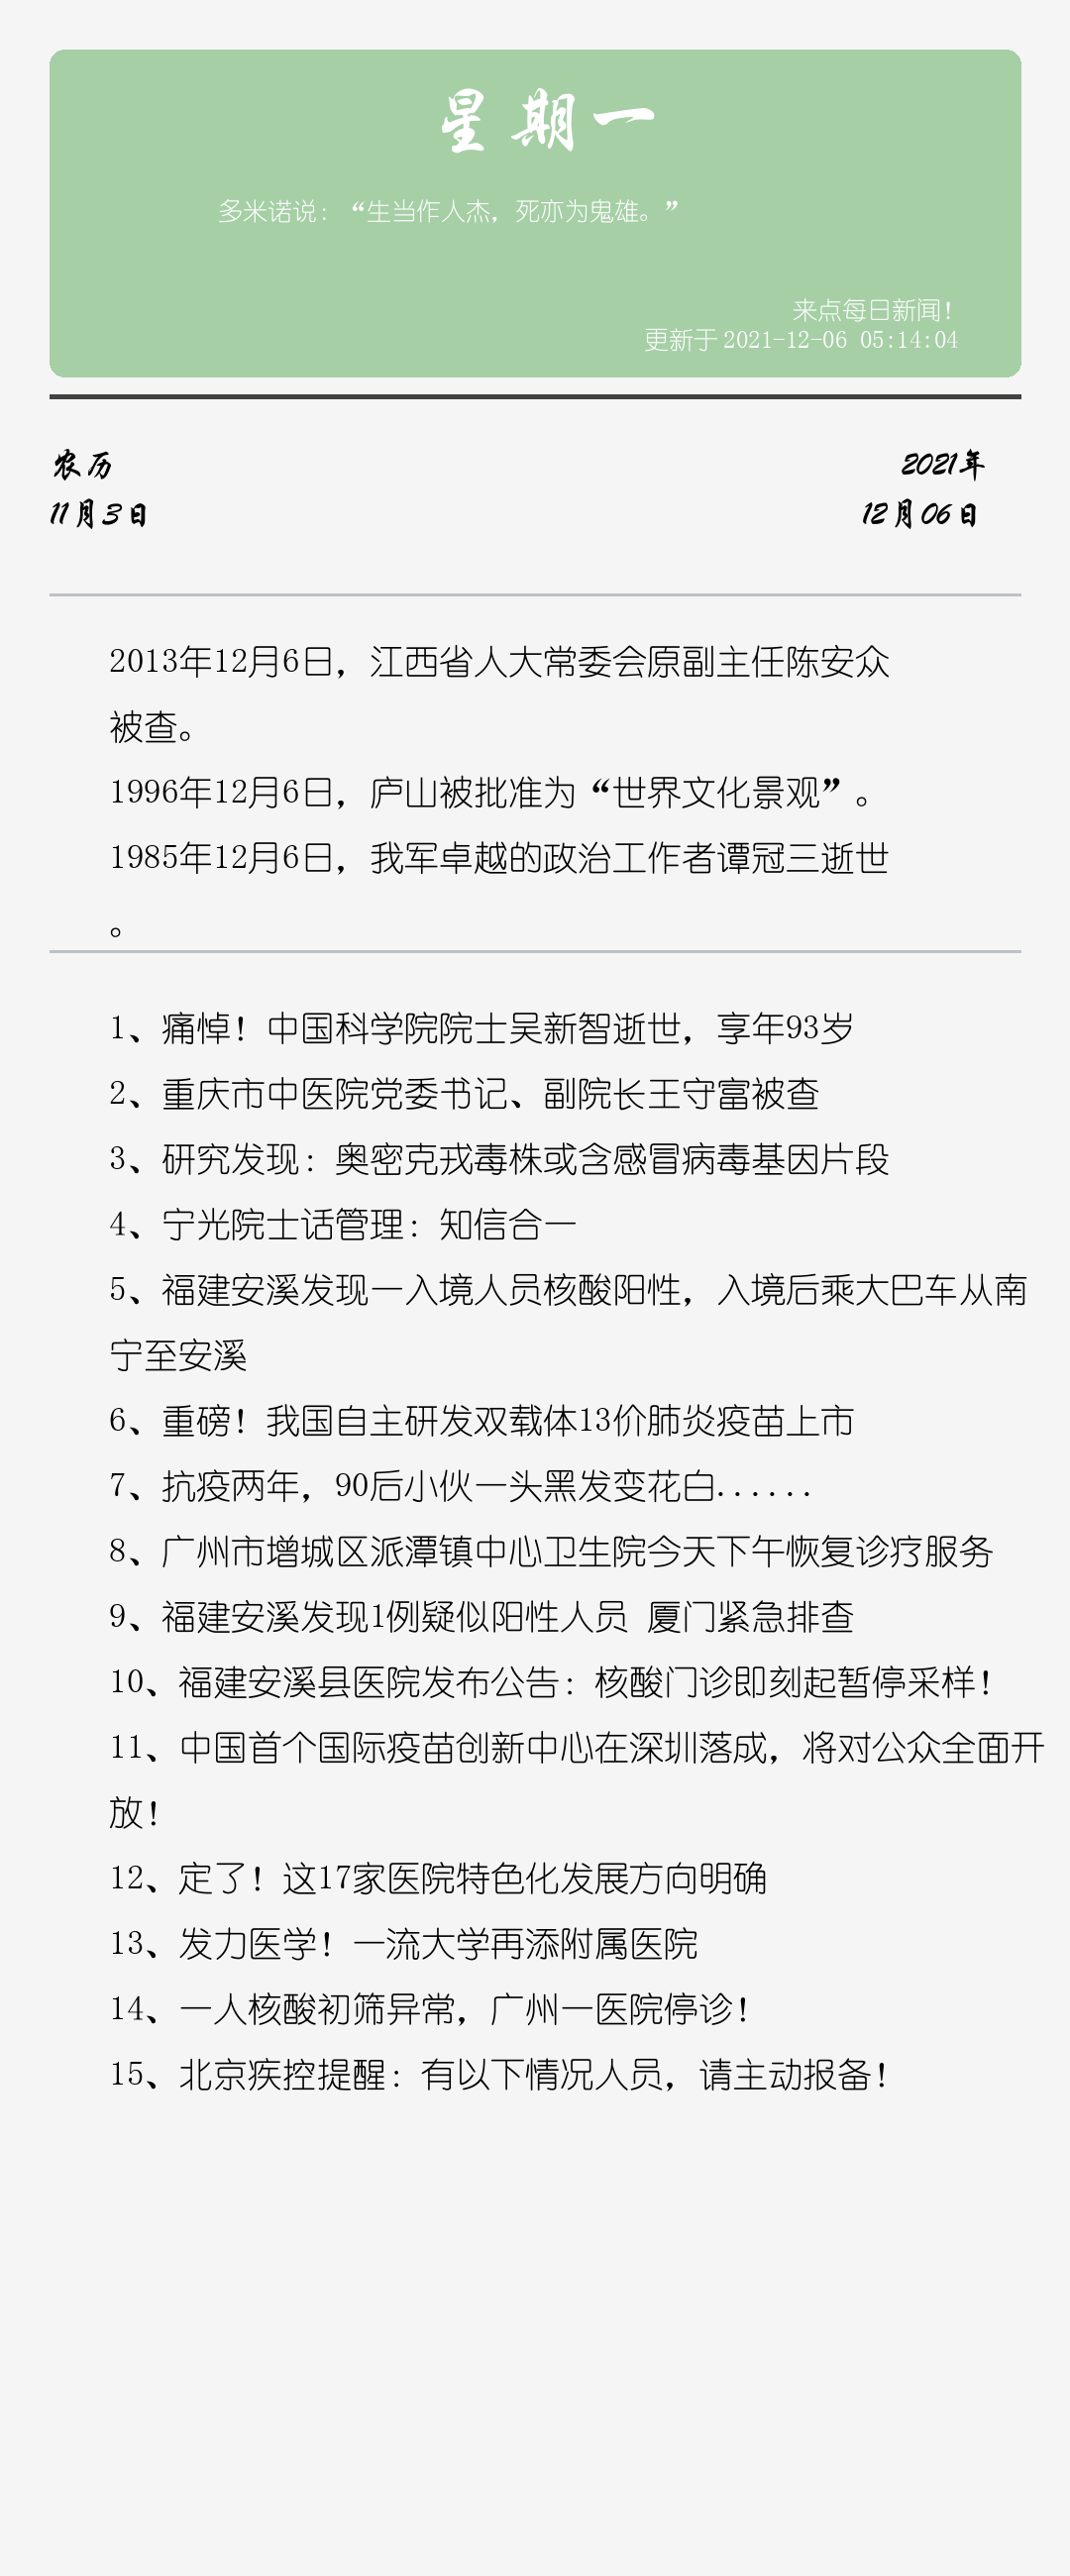 星期一
多米诺说：“生当作人杰，死亦为鬼雄。”
来点每日新闻！
更新于2021-12-06 05:14:04
农历
2021年
11月3日
12月06日
2013年12月6日，江西省人大常委会原副主任陈安众
被查。
1996年12月6日，庐山被批准为“世界文化景观”。
1985年12月6日，我军卓越的政治工作者谭冠三逝世
。
1、痛悼！中国科学院院士吴新智逝世，享年93岁
2、重庆市中医院党委书记、副院长王守富被查
3、研究发现：奥密克戎毒株或含感冒病毒基因片段
4、宁光院士话管理：知信合一
5、福建安溪发现一入境人员核酸阳性，入境后乘大巴车从南
宁至安溪
6、重磅！我国自主研发双载体13价肺炎疫苗上市
7、抗疫两年，90后小伙一头黑发变花白......
8、广州市增城区派潭镇中心卫生院今天下午恢复诊疗服务
9、福建安溪发现1例疑似阳性人员 厦门紧急排查
10、福建安溪县医院发布公告：核酸门诊即刻起暂停采样！
11、中国首个国际疫苗创新中心在深圳落成，将对公众全面开
放！
12、定了！这17家医院特色化发展方向明确
13、发力医学！一流大学再添附属医院
14、一人核酸初筛异常，广州一医院停诊！
15、北京疾控提醒：有以下情况人员，请主动报备！